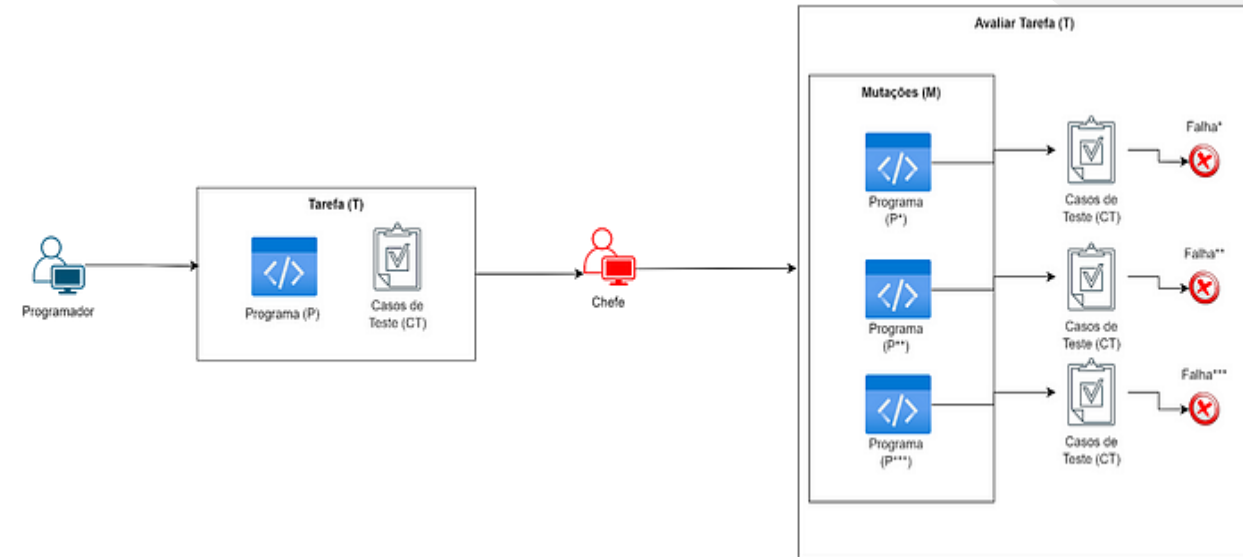 Programador
Tarefa (T)
Programa (P)
Casos de
Teste (CT)
Chefe
Avaliar Tarefa (T)
Mutações (M)
Programa
(P*)
Casos de
Teste (CT)
Falha*
Programa
(P**)
Casos de
Teste (CT)
Falha**
Programa
(P***)
Casos de
Teste (CT)
Falha***